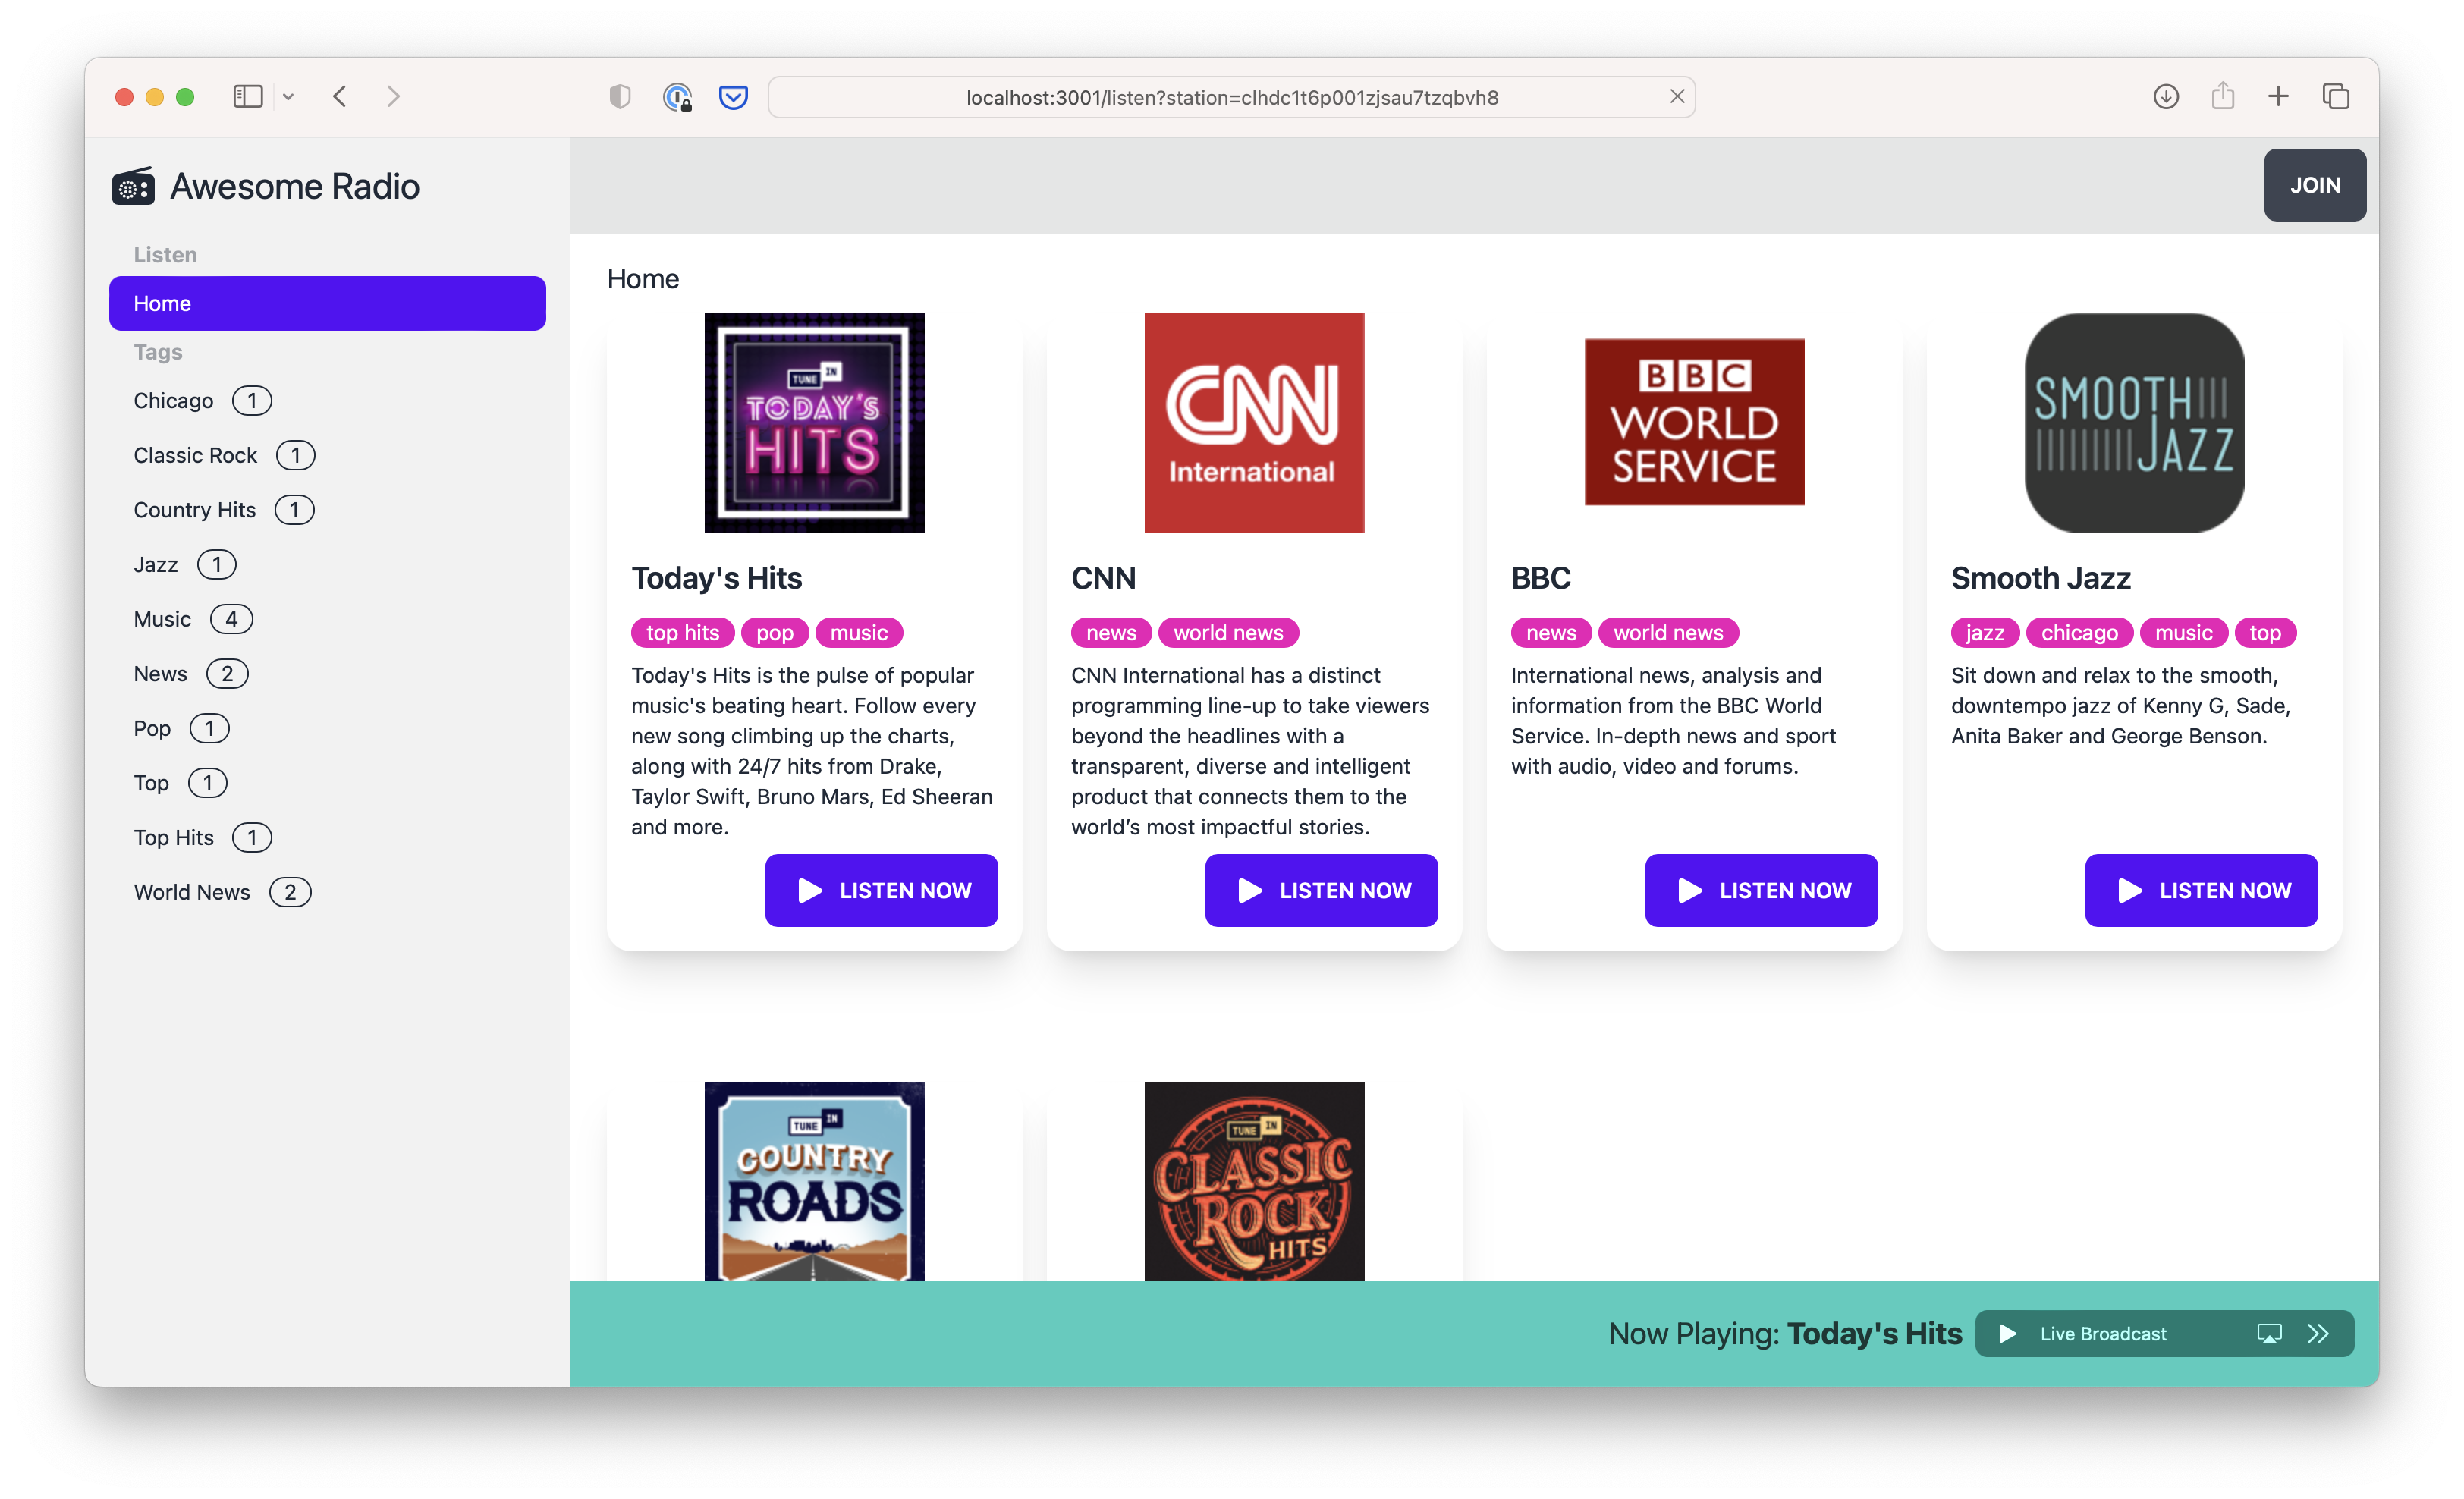 localhost:3001/listen?station=clhdc1t6p001zjsau7tzqbvh8
Awesome Radio
JOIN
Listen
Home
Tags
Chicago 1
Classic Rock 1
Country Hits 1
Jazz 1
Music 4
News 2
Pop 1
Top 1
Top Hits 1
World News 2
Home
TUNE IN
TODAY'S
HITS
Today's Hits
top hits pop music
Today's Hits is the pulse of popular
music's beating heart. Follow every
new song climbing up the charts,
along with 24/7 hits from Drake,
Taylor Swift, Bruno Mars, Ed Sheeran
and more.
LISTEN NOW
CNN
International
CNN
news world news
CNN International has a distinct
programming line-up to take viewers
beyond the headlines with a
transparent, diverse and intelligent
product that connects them to the
world’s most impactful stories.
LISTEN NOW
BBC
WORLD
SERVICE
BBC
news world news
International news, analysis and
information from the BBC World
Service. In-depth news and sport
with audio, video and forums.
LISTEN NOW
SMOOTH
JAZZ
Smooth Jazz
jazz chicago music top
Sit down and relax to the smooth,
downtempo jazz of Kenny G, Sade,
Anita Baker and George Benson.
LISTEN NOW
TUNE IN
COUNTRY
ROADS
TUNE IN
CLASSIC
ROCK
HITS
Now Playing: Today's Hits
Live Broadcast